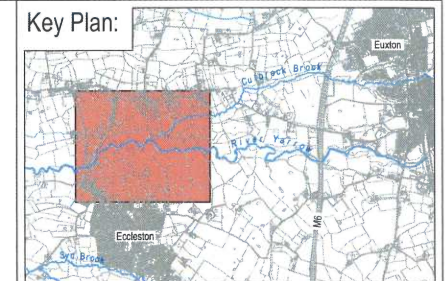 Key Plan:
Euxton
Culbeck Brook
River Yarrow
M6
Eccleston
Syd Brook